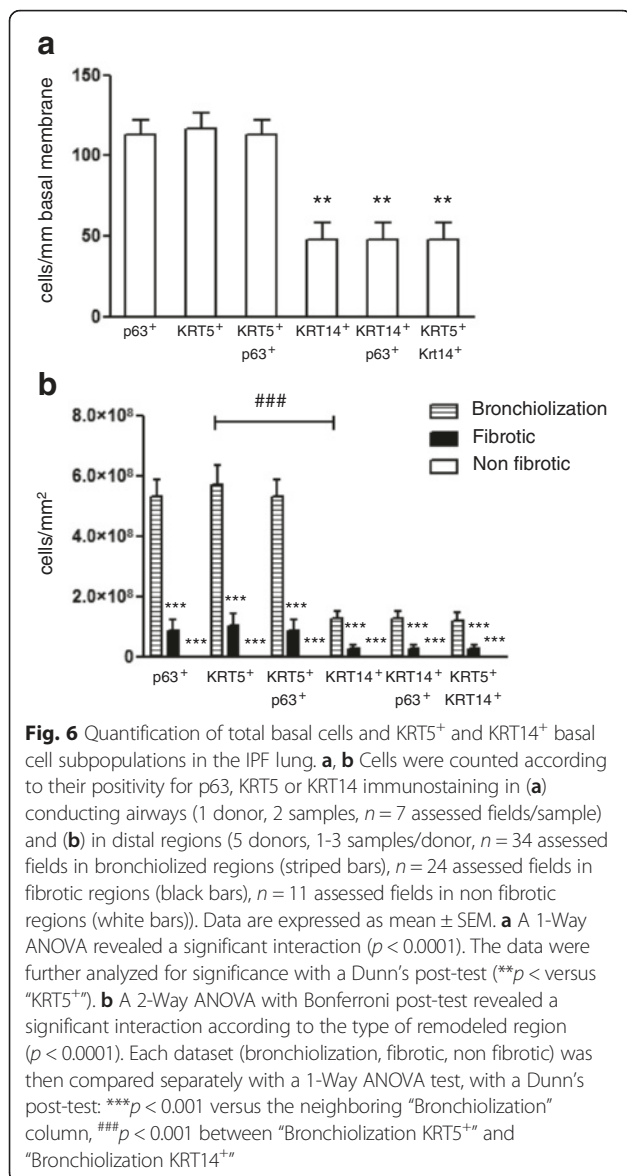 a
150
100
50
0
cells/mm basal membrane
** ** **
p63⁺ KRT5⁺ KRT5⁺ KRT14⁺ KRT14⁺ KRT5⁺
p63⁺ p63⁺ Krt14⁺
b
8.0×10⁸
6.0×10⁸
4.0×10⁸
2.0×10⁸
0
cells/mm²
###
Bronchiolization
Fibrotic
Non fibrotic
*** *** *** *** *** ***
*** *** *** *** *** ***
p63⁺ KRT5⁺ KRT5⁺ KRT14⁺ KRT14⁺ KRT5⁺
p63⁺ p63⁺ KRT14⁺
Fig. 6 Quantification of total basal cells and KRT5⁺ and KRT14⁺ basal
cell subpopulations in the IPF lung. a, b Cells were counted according
to their positivity for p63, KRT5 or KRT14 immunostaining in (a)
conducting airways (1 donor, 2 samples, n = 7 assessed fields/sample)
and (b) in distal regions (5 donors, 1-3 samples/donor, n = 34 assessed
fields in bronchiolized regions (striped bars), n = 24 assessed fields in
fibrotic regions (black bars), n = 11 assessed fields in non fibrotic
regions (white bars)). Data are expressed as mean ± SEM. a A 1-Way
ANOVA revealed a significant interaction (p < 0.0001). The data were
further analyzed for significance with a Dunn's post-test (**p < versus
"KRT5⁺"). b A 2-Way ANOVA with Bonferroni post-test revealed a
significant interaction according to the type of remodeled region
(p < 0.0001). Each dataset (bronchiolization, fibrotic, non fibrotic) was
then compared separately with a 1-Way ANOVA test, with a Dunn's
post-test: ***p < 0.001 versus the neighboring "Bronchiolization"
column, ###p < 0.001 between "Bronchiolization KRT5⁺" and
"Bronchiolization KRT14⁺"